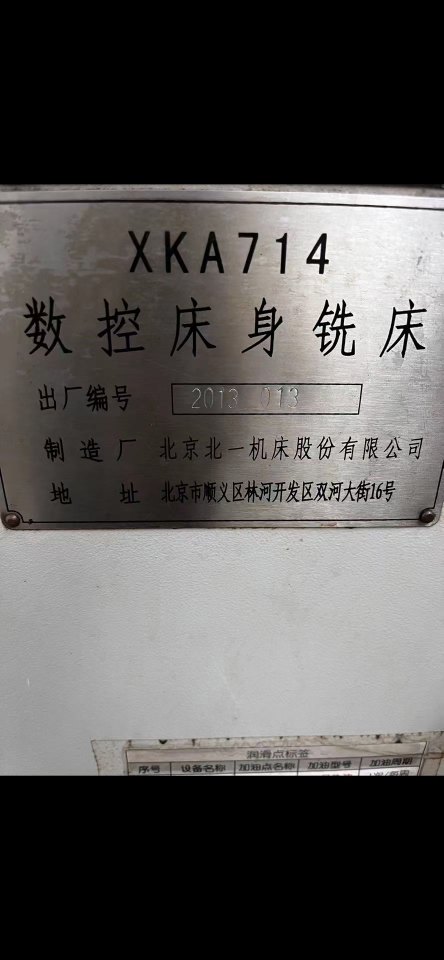 XKA714
数控床身铣床
出厂编号 2013 013
制造厂 北京北一机床股份有限公司
地址 北京市顺义区林河开发区双河大街16号
润滑点标签
序号 设备名称 加油点名称 加油型号 加油周期